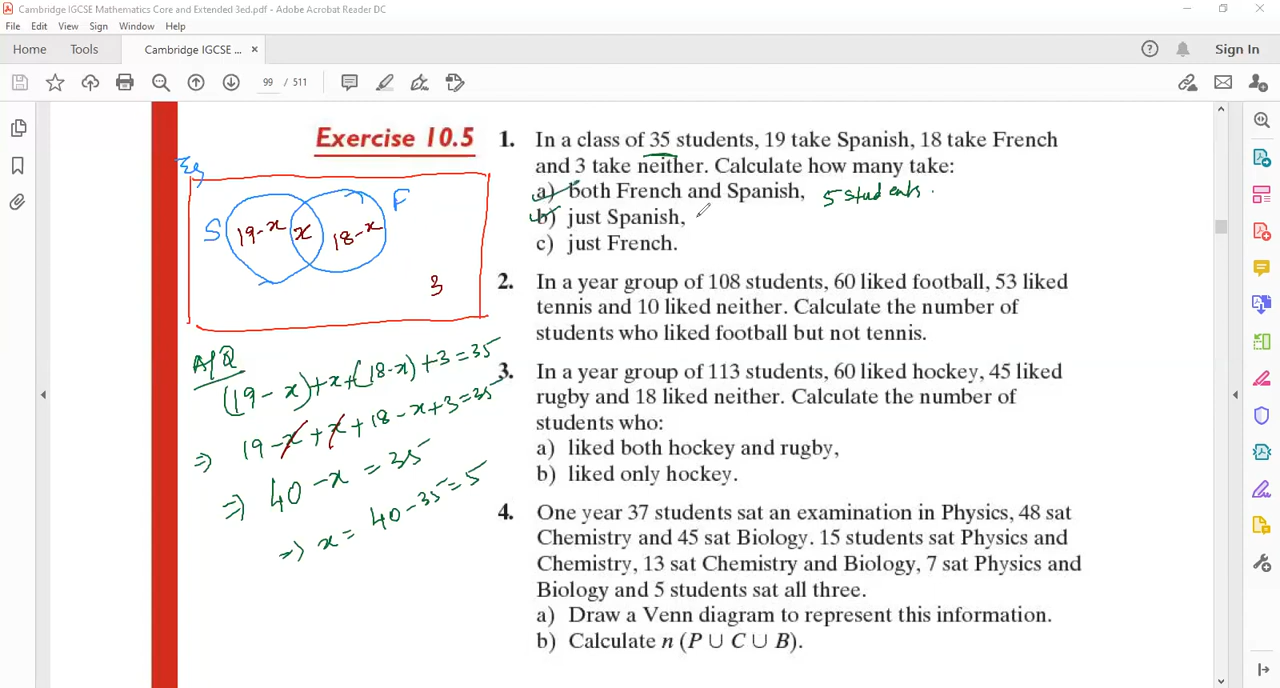 Cambridge IGCSE Mathematics Core and Extended 3ed.pdf - Adobe Acrobat Reader DC
File Edit View Sign Window Help
Home Tools Cambridge IGCSE ... × Sign In
99 / 511
Exercise 10.5
1. In a class of 35 students, 19 take Spanish, 18 take French
and 3 take neither. Calculate how many take:
a) both French and Spanish, 5 students.
b) just Spanish,
c) just French.
2. In a year group of 108 students, 60 liked football, 53 liked
tennis and 10 liked neither. Calculate the number of
students who liked football but not tennis.
3. In a year group of 113 students, 60 liked hockey, 45 liked
rugby and 18 liked neither. Calculate the number of
students who:
a) liked both hockey and rugby,
b) liked only hockey.
4. One year 37 students sat an examination in Physics, 48 sat
Chemistry and 45 sat Biology. 15 students sat Physics and
Chemistry, 13 sat Chemistry and Biology, 7 sat Physics and
Biology and 5 students sat all three.
a) Draw a Venn diagram to represent this information.
b) Calculate n (P ∪ C ∪ B).
S F
19-x x 18-x
3
A/Q
(19-x)+x+(18-x)+3=35
⇒ 19-x+x+18-x+3=35
⇒ 40-x=35
⇒ x=40-35=5